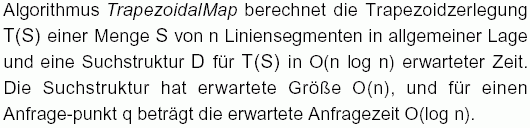 Algorithmus TrapezoidalMap berechnet die Trapezoidzerlegung
T(S) einer Menge S von n Liniensegmenten in allgemeiner Lage
und eine Suchstruktur D für T(S) in O(n log n) erwarteter Zeit.
Die Suchstruktur hat erwartete Größe O(n), und für einen
Anfrage-punkt q beträgt die erwartete Anfragezeit O(log n).